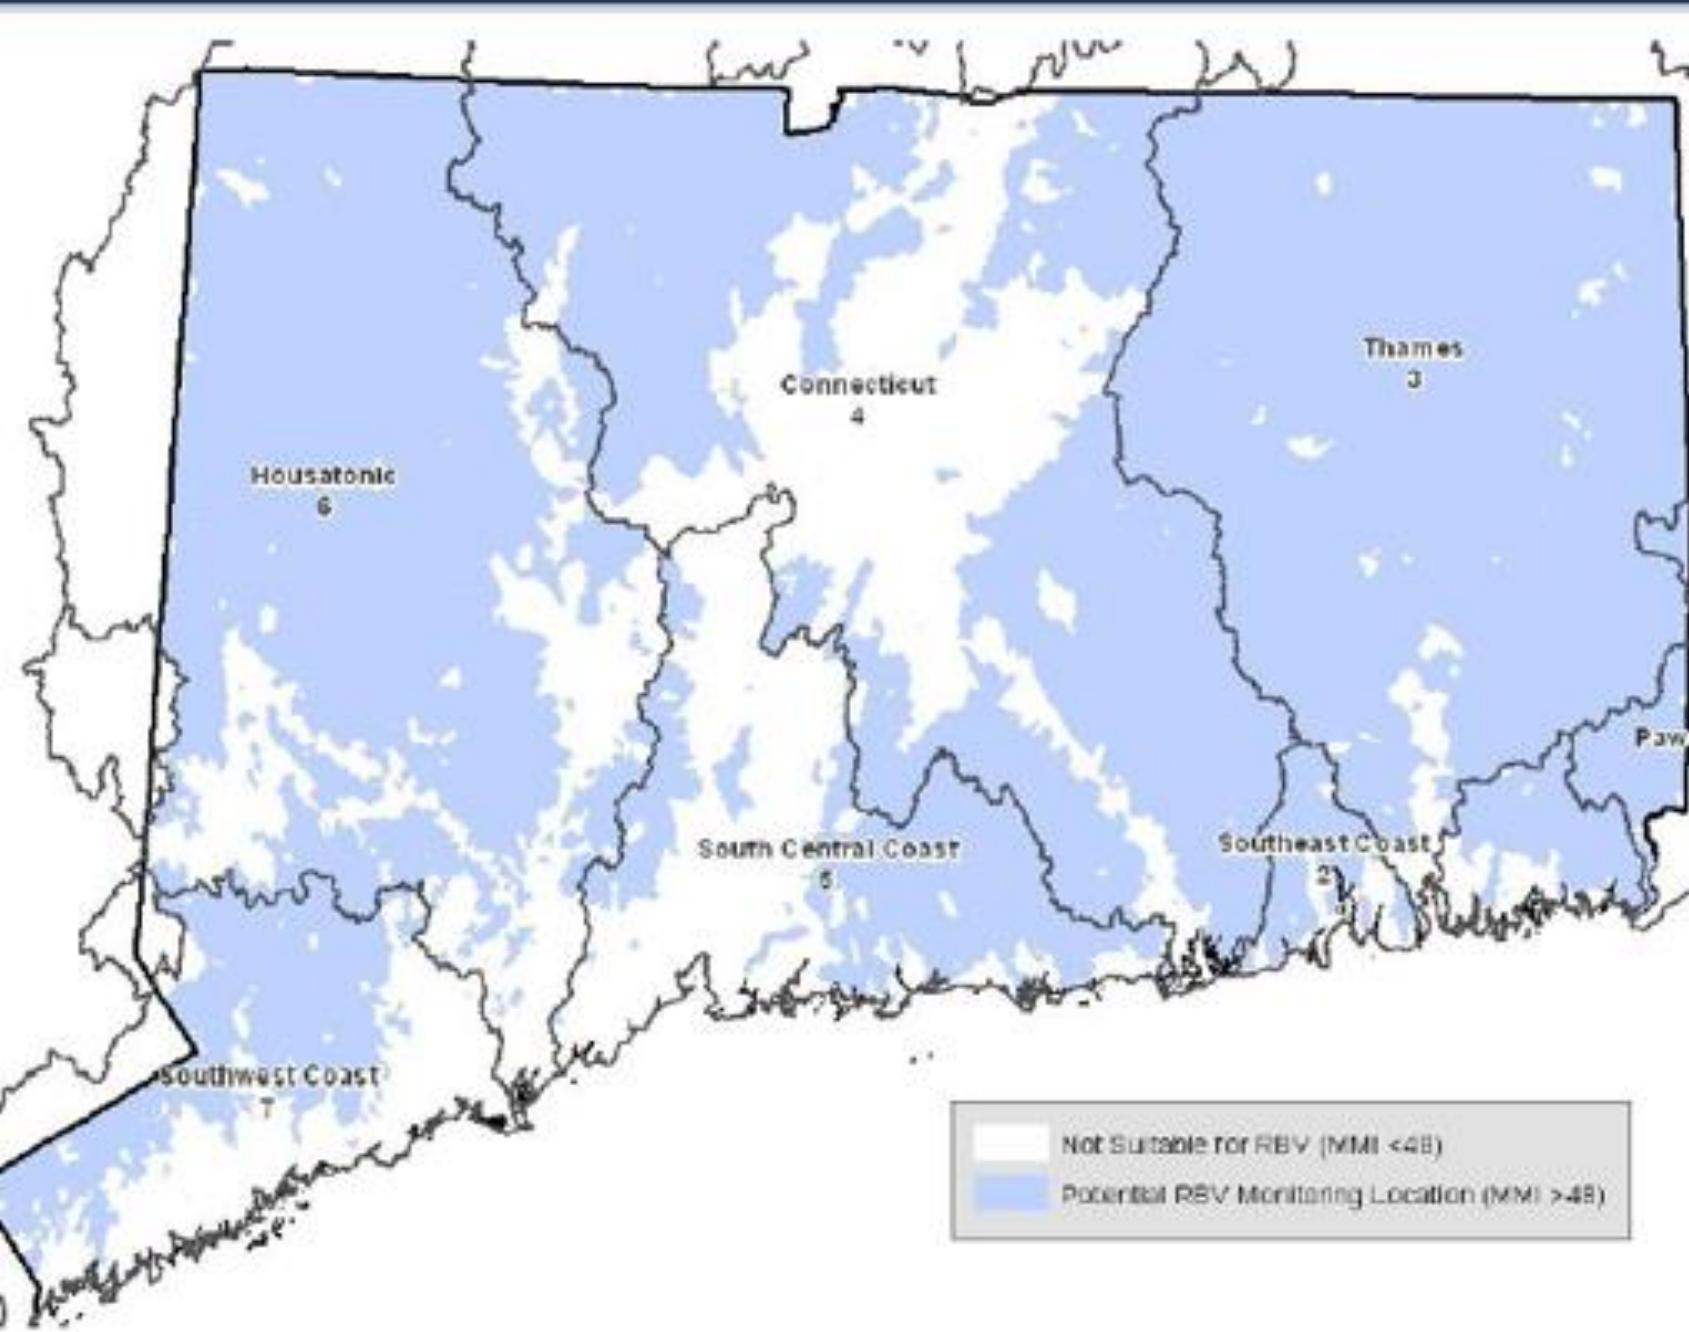 Thames
3
Connecticut
4
Housatonic
6
Paw
South Central Coast
5
Southeast Coast
2
Southwest Coast
7
Not Suitable for RBV (MMI <48)
Potential RBV Monitoring Location (MMI >48)